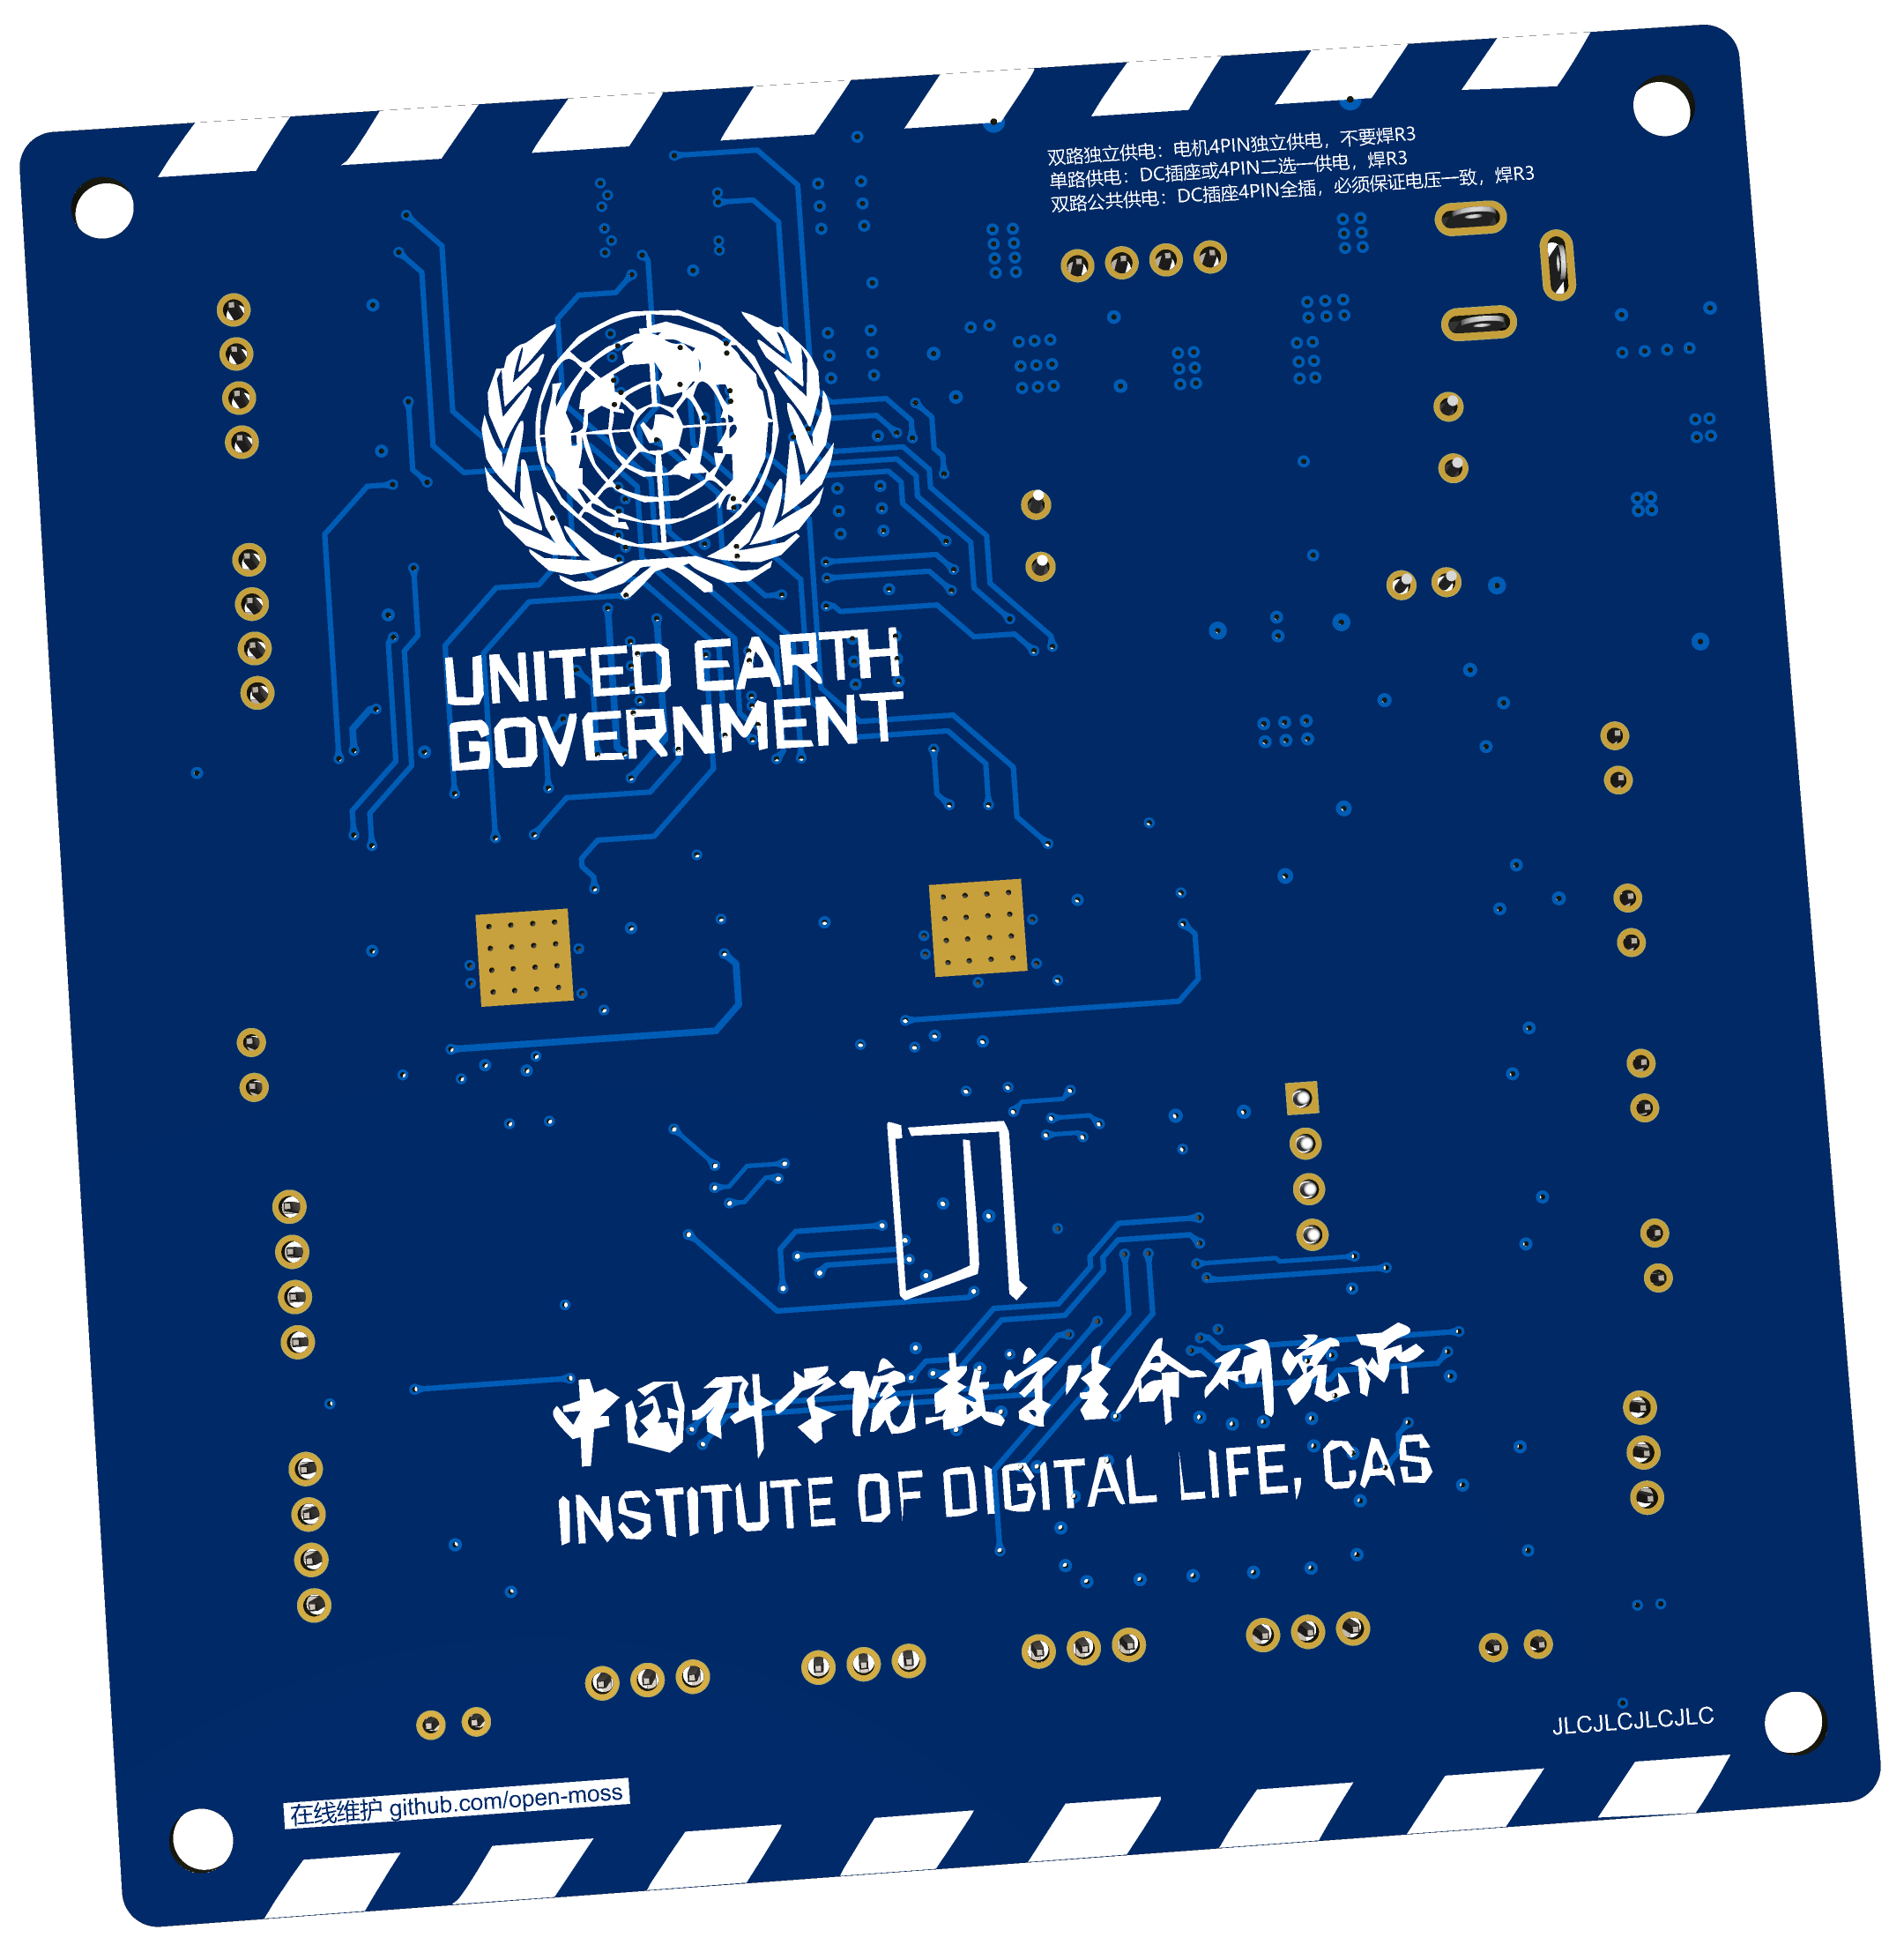 双路独立供电：电机4PIN独立供电，不要焊R3
单路供电：DC插座或4PIN二选一供电，焊R3
双路公共供电：DC插座4PIN全插，必须保证电压一致，焊R3
UNITED EARTH
GOVERNMENT
中国科学院数字生命研究所
INSTITUTE OF DIGITAL LIFE, CAS
JLCJLCJLCJLC
在线维护 github.com/open-moss